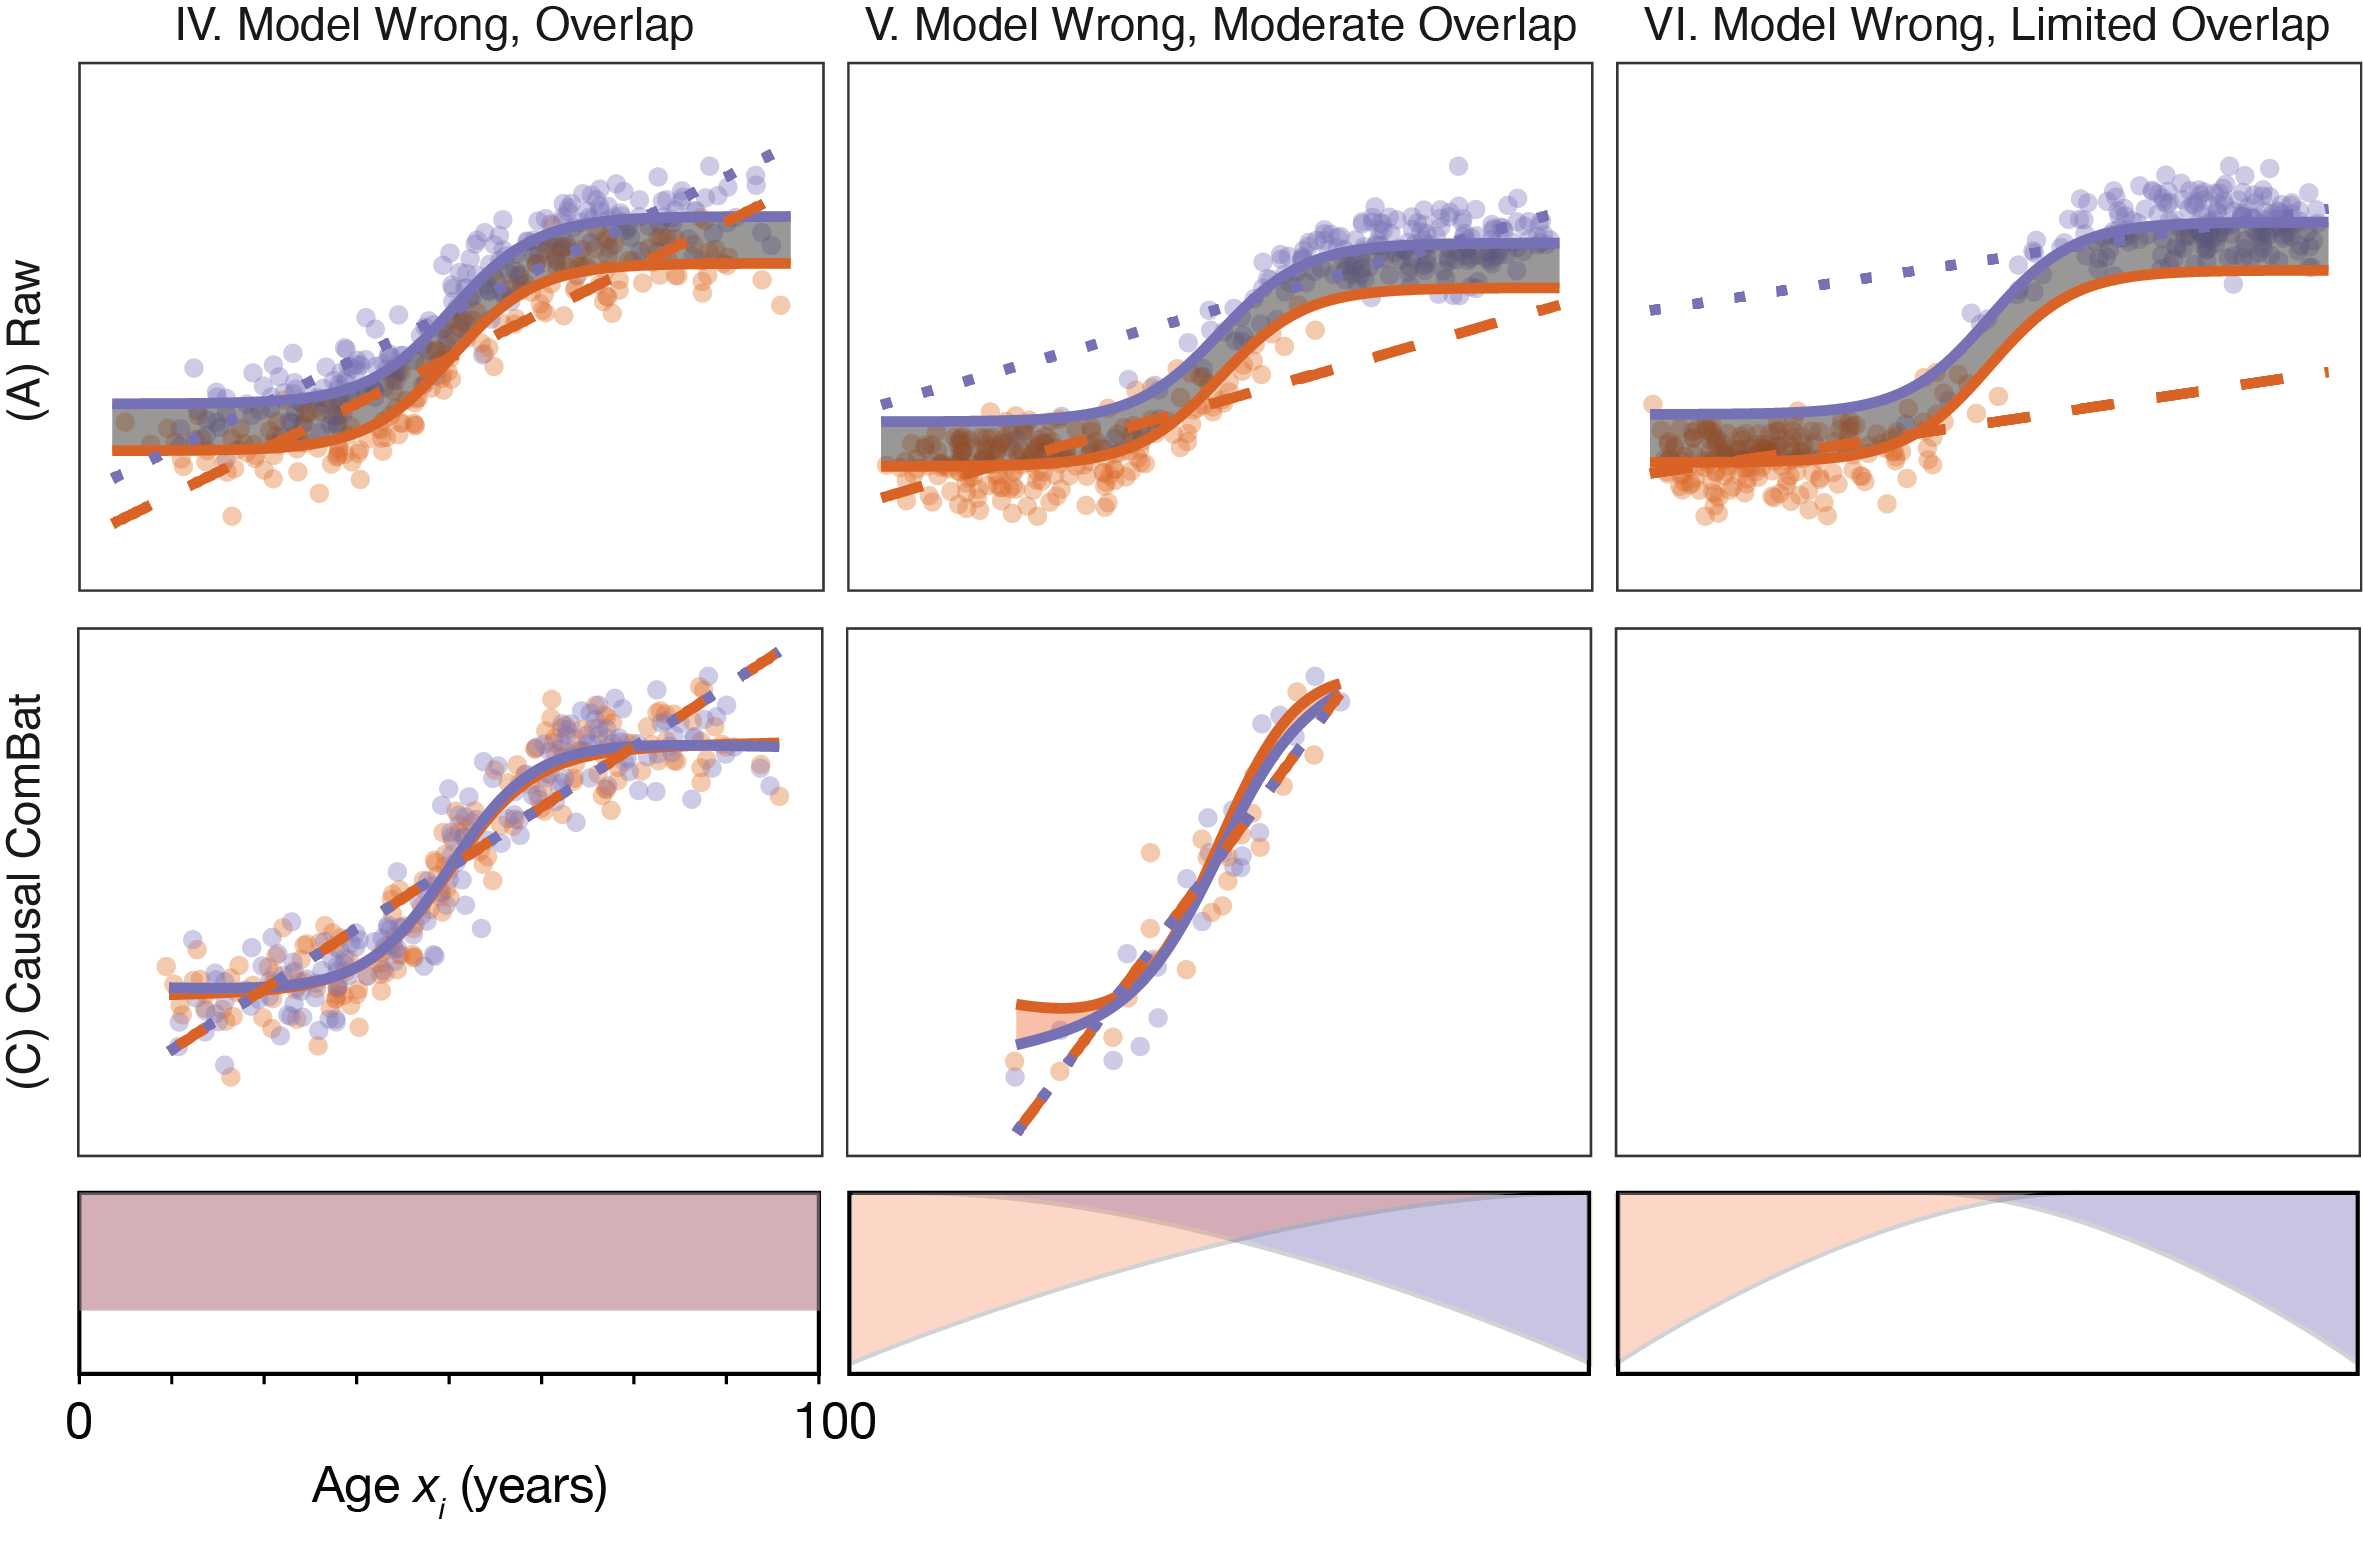 IV. Model Wrong, Overlap
V. Model Wrong, Moderate Overlap
VI. Model Wrong, Limited Overlap
(A) Raw
(C) Causal ComBat
0
100
Age xᵢ (years)